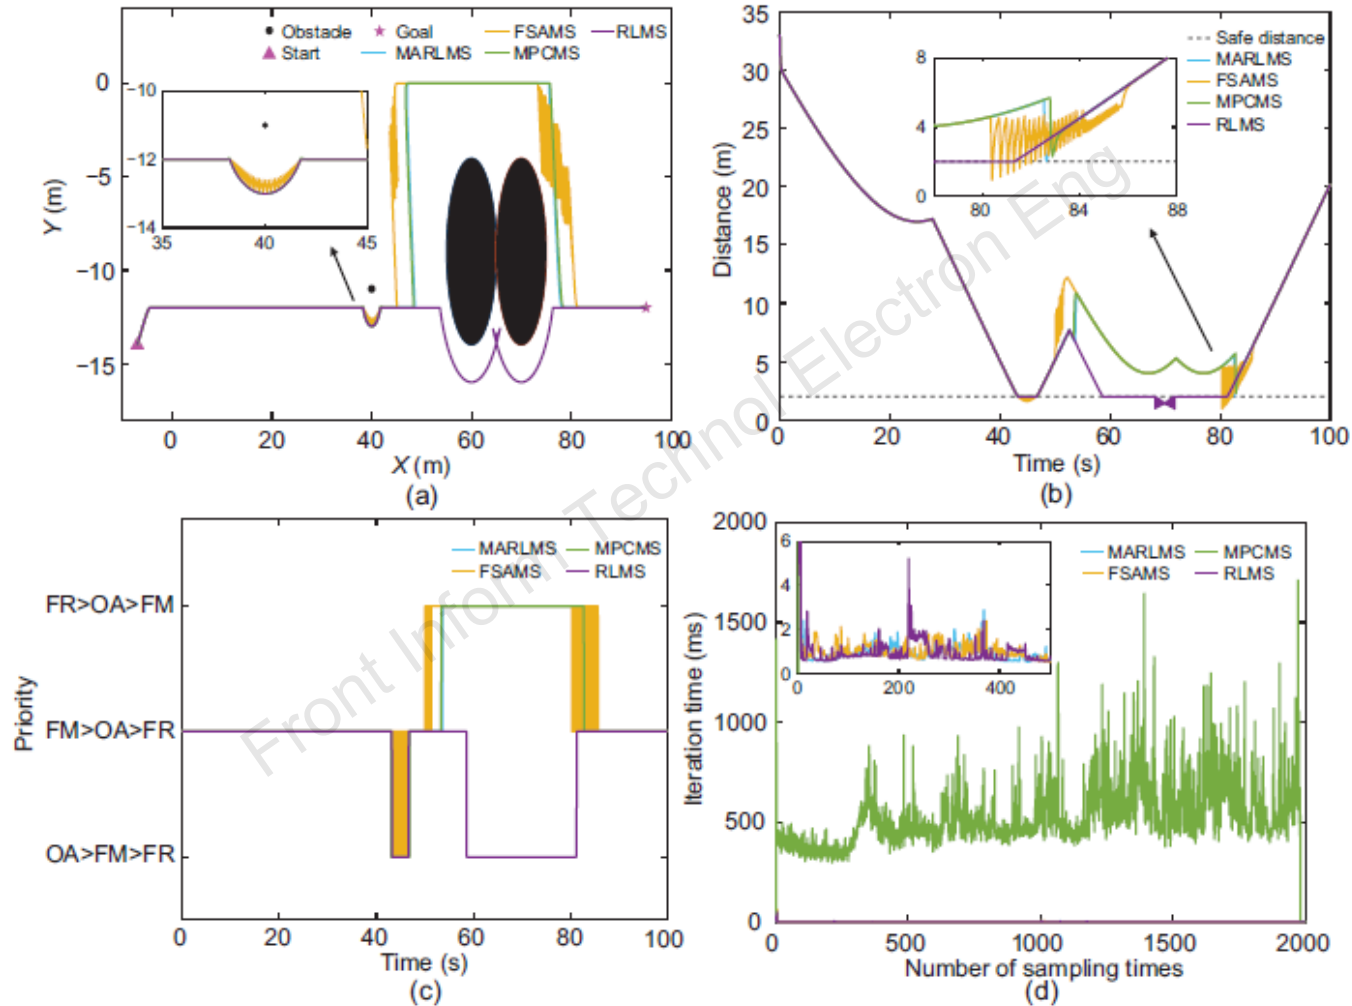 Obstacle Goal FSAMS RLMS
Start MARLMS MPCMS
0
−5
−10
−15
Y (m)
−10
−12
−14
35 40 45
0 20 40 60 80 100
X (m)
(a)
35
30
25
20
15
10
5
0
Distance (m)
Safe distance
MARLMS
FSAMS
MPCMS
RLMS
8
4
0
80 84 88
0 20 40 60 80 100
Time (s)
(b)
MARLMS MPCMS
FSAMS RLMS
FR>OA>FM
FM>OA>FR
OA>FM>FR
Priority
0 20 40 60 80 100
Time (s)
(c)
2000
1500
1000
500
0
Iteration time (ms)
MARLMS MPCMS
FSAMS RLMS
6
4
2
0
0 200 400
0 500 1000 1500 2000
Number of sampling times
(d)
Front Inform Technol Electron Eng